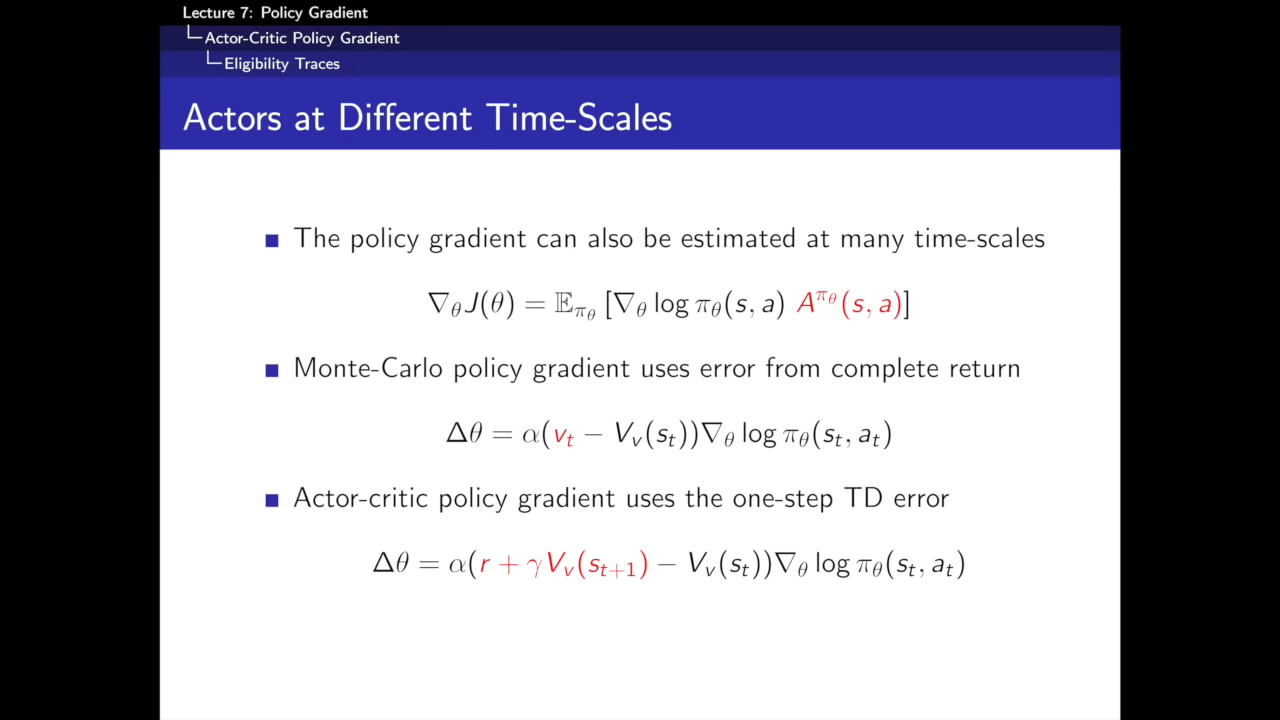 Lecture 7: Policy Gradient
Actor-Critic Policy Gradient
Eligibility Traces
Actors at Different Time-Scales
The policy gradient can also be estimated at many time-scales
∇θJ(θ) = 𝔼πθ [∇θ log πθ(s, a) A^πθ(s, a)]
Monte-Carlo policy gradient uses error from complete return
Δθ = α(vt − Vv(st))∇θ log πθ(st, at)
Actor-critic policy gradient uses the one-step TD error
Δθ = α(r + γVv(st+1) − Vv(st))∇θ log πθ(st, at)